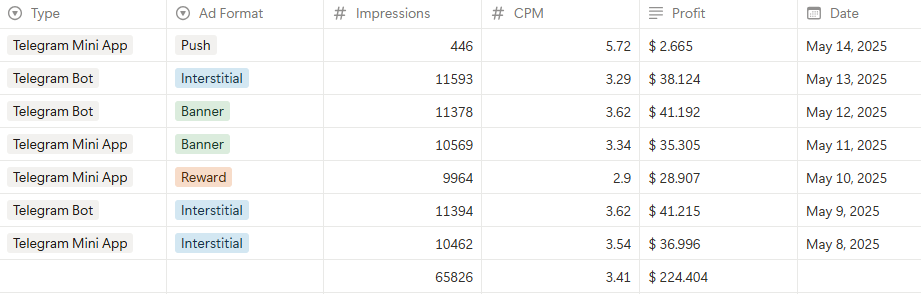 Type Ad Format # Impressions # CPM Profit Date
Telegram Mini App Push 446 5.72 $ 2.665 May 14, 2025
Telegram Bot Interstitial 11593 3.29 $ 38.124 May 13, 2025
Telegram Bot Banner 11378 3.62 $ 41.192 May 12, 2025
Telegram Mini App Banner 10569 3.34 $ 35.305 May 11, 2025
Telegram Mini App Reward 9964 2.9 $ 28.907 May 10, 2025
Telegram Bot Interstitial 11394 3.62 $ 41.215 May 9, 2025
Telegram Mini App Interstitial 10462 3.54 $ 36.996 May 8, 2025
65826 3.41 $ 224.404